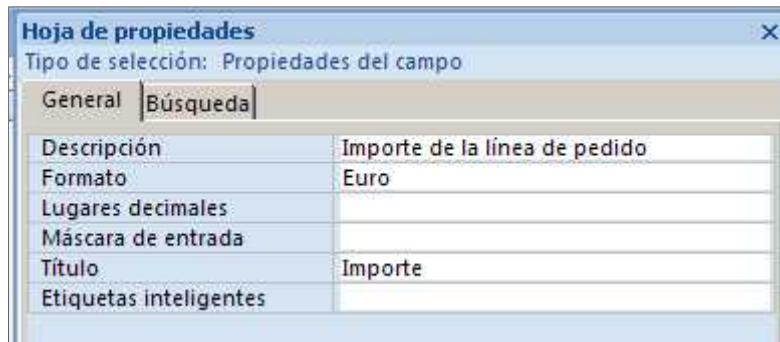 Hoja de propiedades
Tipo de selección: Propiedades del campo
General Búsqueda
Descripción Importe de la línea de pedido
Formato Euro
Lugares decimales
Máscara de entrada
Título Importe
Etiquetas inteligentes